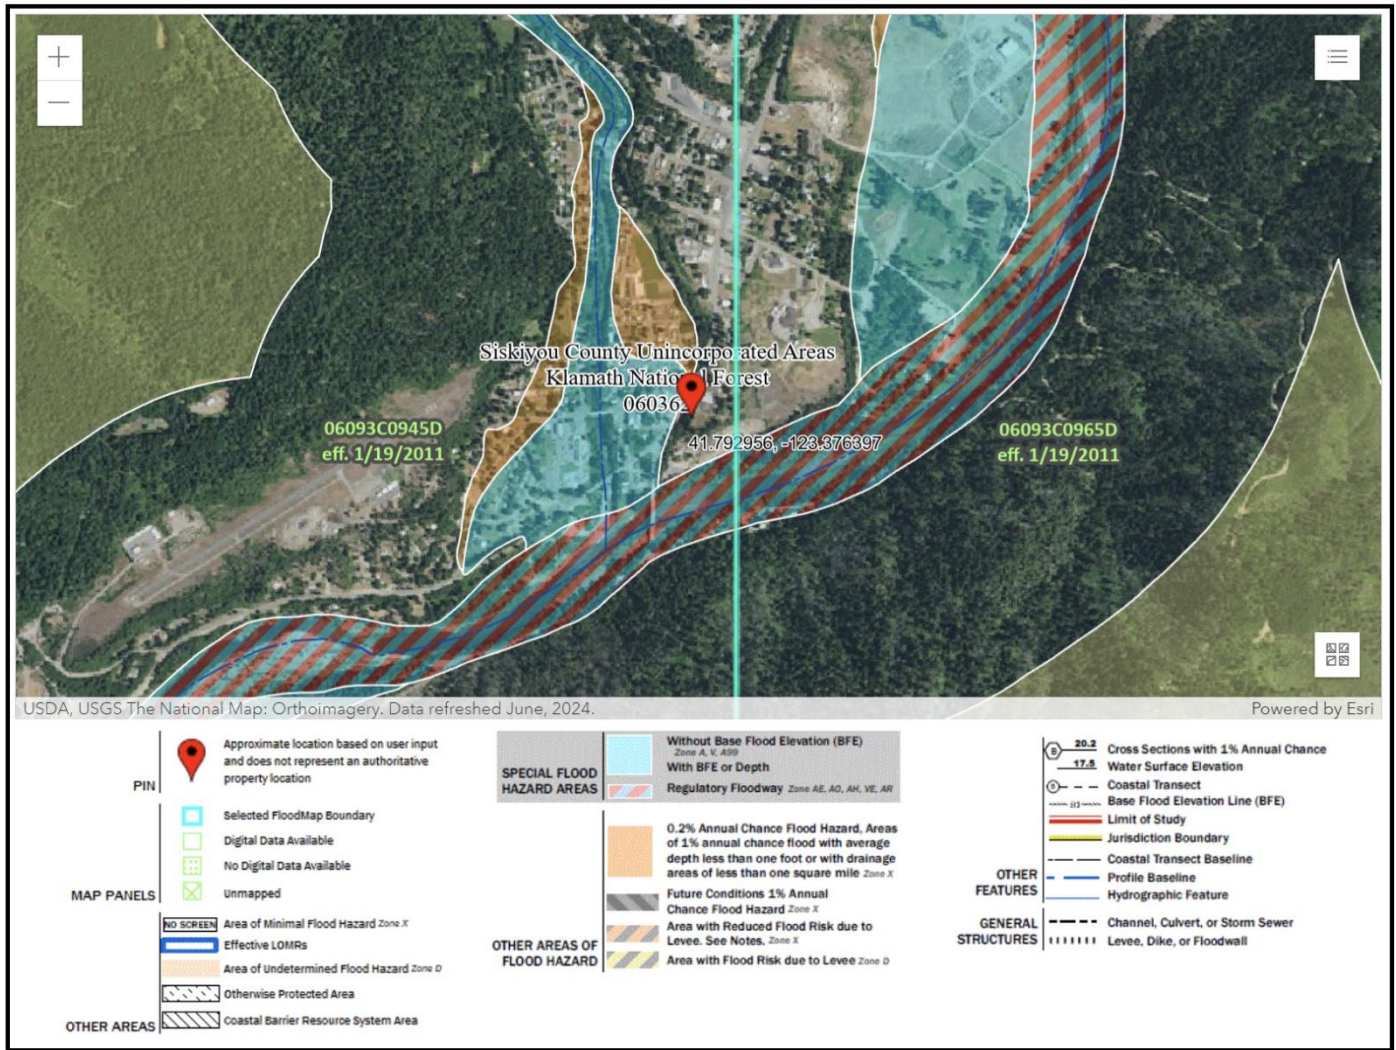 +
−
Siskiyou County Unincorporated Areas
Klamath National Forest
060362
41.792956, -123.376397
06093C0945D
eff. 1/19/2011
06093C0965D
eff. 1/19/2011
USDA, USGS The National Map: Orthoimagery. Data refreshed June, 2024.
Powered by Esri
PIN
Approximate location based on user input
and does not represent an authoritative
property location
MAP PANELS
Selected FloodMap Boundary
Digital Data Available
No Digital Data Available
Unmapped
OTHER AREAS
NO SCREEN Area of Minimal Flood Hazard Zone X
Effective LOMRs
Area of Undetermined Flood Hazard Zone D
Otherwise Protected Area
Coastal Barrier Resource System Area
SPECIAL FLOOD
HAZARD AREAS
Without Base Flood Elevation (BFE)
Zone A, V, A99
With BFE or Depth
Regulatory Floodway Zone AE, AO, AH, VE, AR
OTHER AREAS OF
FLOOD HAZARD
0.2% Annual Chance Flood Hazard, Areas
of 1% annual chance flood with average
depth less than one foot or with drainage
areas of less than one square mile Zone X
Future Conditions 1% Annual
Chance Flood Hazard Zone X
Area with Reduced Flood Risk due to
Levee. See Notes. Zone X
Area with Flood Risk due to Levee Zone D
OTHER
FEATURES
B 20.2 Cross Sections with 1% Annual Chance
17.5 Water Surface Elevation
Coastal Transect
Base Flood Elevation Line (BFE)
Limit of Study
Jurisdiction Boundary
Coastal Transect Baseline
Profile Baseline
Hydrographic Feature
GENERAL
STRUCTURES
Channel, Culvert, or Storm Sewer
Levee, Dike, or Floodwall